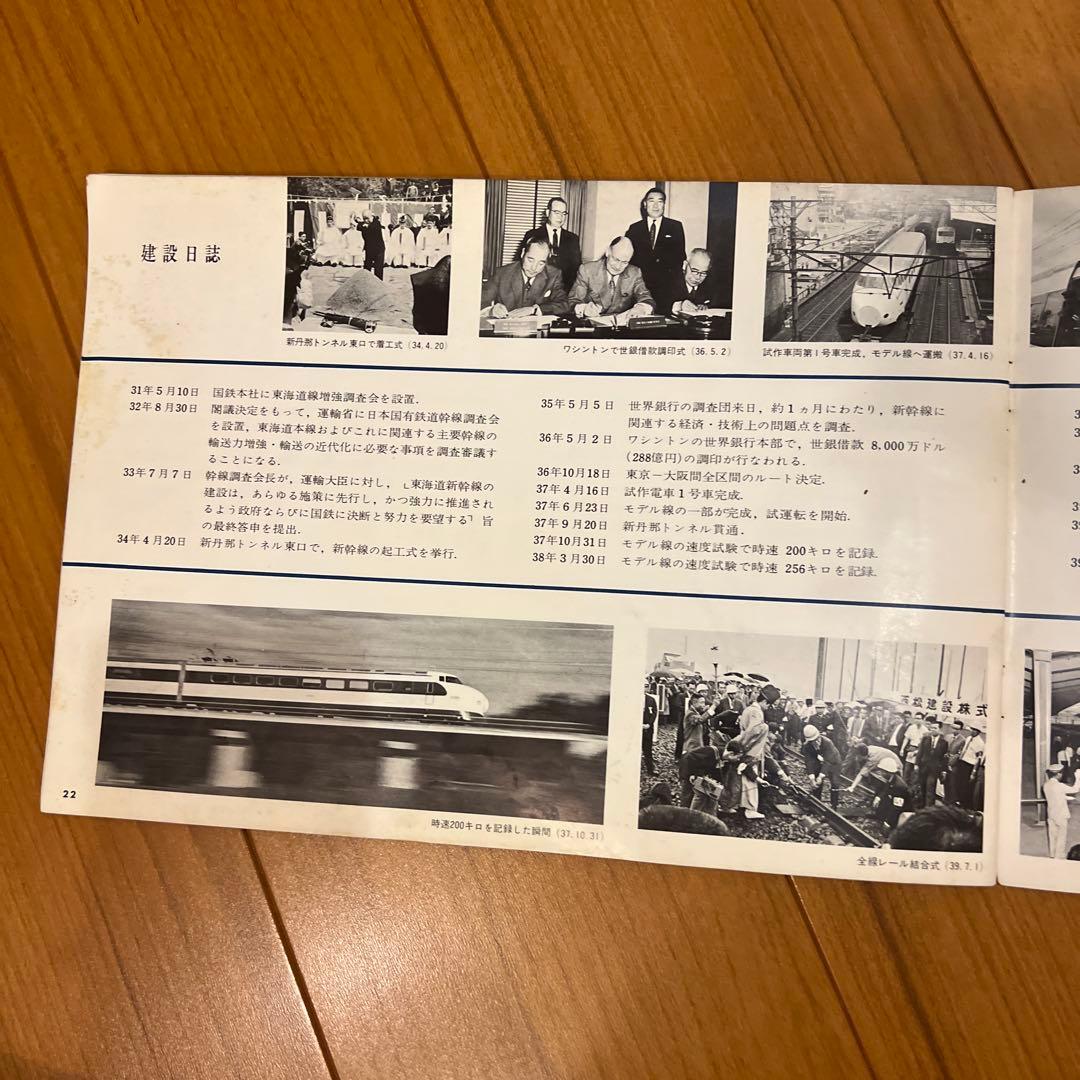 建設日誌
新丹那トンネル東口で着工式 (34.4.20)
ワシントンで世銀借款調印式 (36.5.2)
試作車両第1号車完成, モデル線へ運搬 (37.4.16)
31年5月10日 国鉄本社に東海道線増強調査会を設置.
32年8月30日 閣議決定をもって, 運輸省に日本国有鉄道幹線調査会
を設置, 東海道本線およびこれに関連する主要幹線の
輸送力増強・輸送の近代化に必要な事項を調査審議す
ることになる.
33年7月7日 幹線調査会長が, 運輸大臣に対し, 「東海道新幹線の
建設は, あらゆる施策に先行し, かつ強力に推進され
るよう政府ならびに国鉄に決断と努力を要望する」旨
の最終答申を提出.
34年4月20日 新丹那トンネル東口で, 新幹線の起工式を挙行.
35年5月5日 世界銀行の調査団来日, 約1ヵ月にわたり, 新幹線に
関連する経済・技術上の問題点を調査.
36年5月2日 ワシントンの世界銀行本部で, 世銀借款 8,000万ドル
(288億円) の調印が行なわれる.
36年10月18日 東京—大阪間全区間のルート決定.
37年4月16日 試作電車1号車完成.
37年6月23日 モデル線の一部が完成, 試運転を開始.
37年9月20日 新丹那トンネル貫通.
37年10月31日 モデル線の速度試験で時速 200キロを記録.
38年3月30日 モデル線の速度試験で時速 256キロを記録.
西松建設株式
22
時速200キロを記録した瞬間 (37.10.31)
全線レール結合式 (39.7.1)